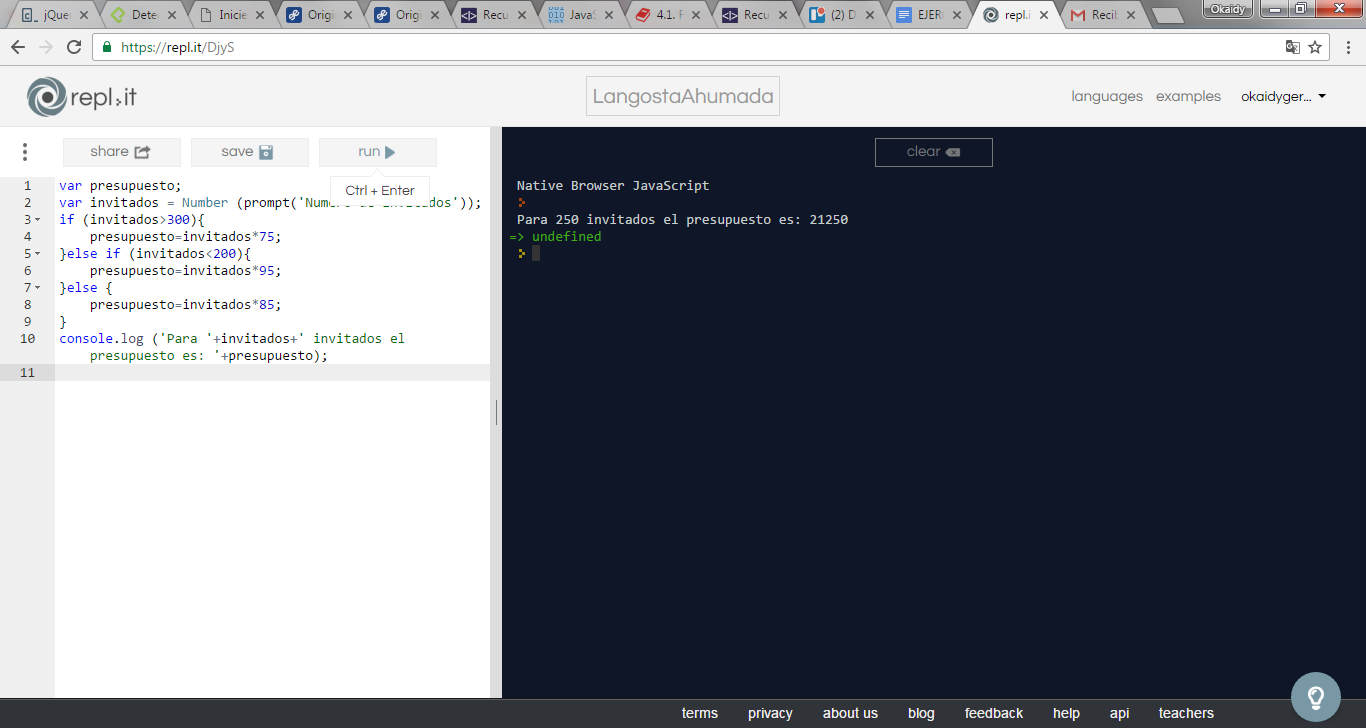 jQue Dete Inicie Origi Origi Recu JavaS 4.1. F Recu (2) D EJER repl.i Recib Okaidy
https://repl.it/DjyS
repl.it LangostaAhumada languages examples okaidyger...
share save run clear
Ctrl + Enter
1 var presupuesto;
2 var invitados = Number (prompt('Numero de invitados'));
3 if (invitados>300){
4 presupuesto=invitados*75;
5 }else if (invitados<200){
6 presupuesto=invitados*95;
7 }else {
8 presupuesto=invitados*85;
9 }
10 console.log ('Para '+invitados+' invitados el
presupuesto es: '+presupuesto);
11
Native Browser JavaScript
Para 250 invitados el presupuesto es: 21250
=> undefined
terms privacy about us blog feedback help api teachers